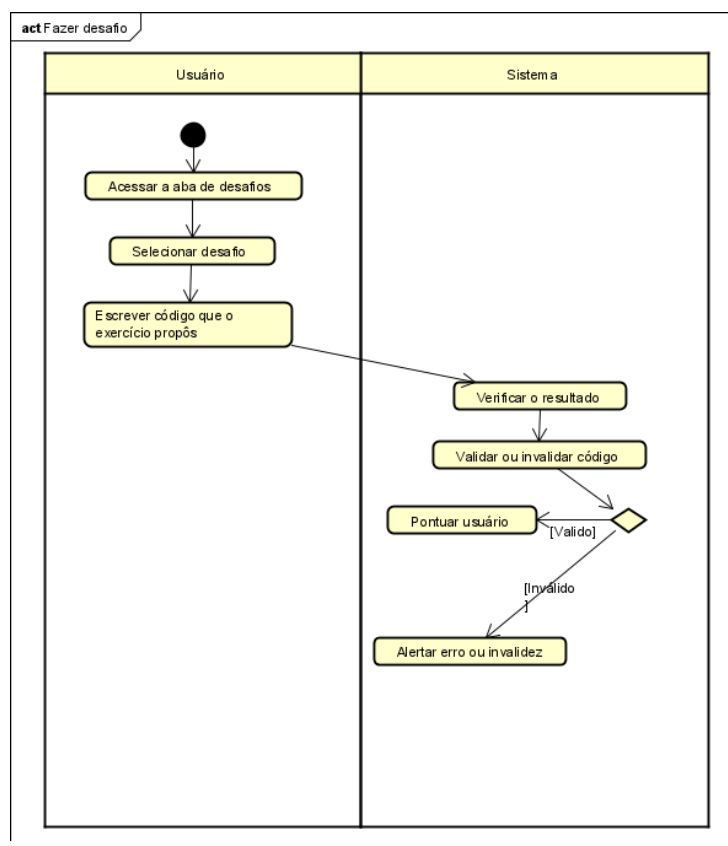 act Fazer desafio
Usuário
Sistema
Acessar a aba de desafios
Selecionar desafio
Escrever código que o
exercício propôs
Verificar o resultado
Validar ou invalidar código
Pontuar usuário
[Valido]
[Inválido
]
Alertar erro ou invalidez